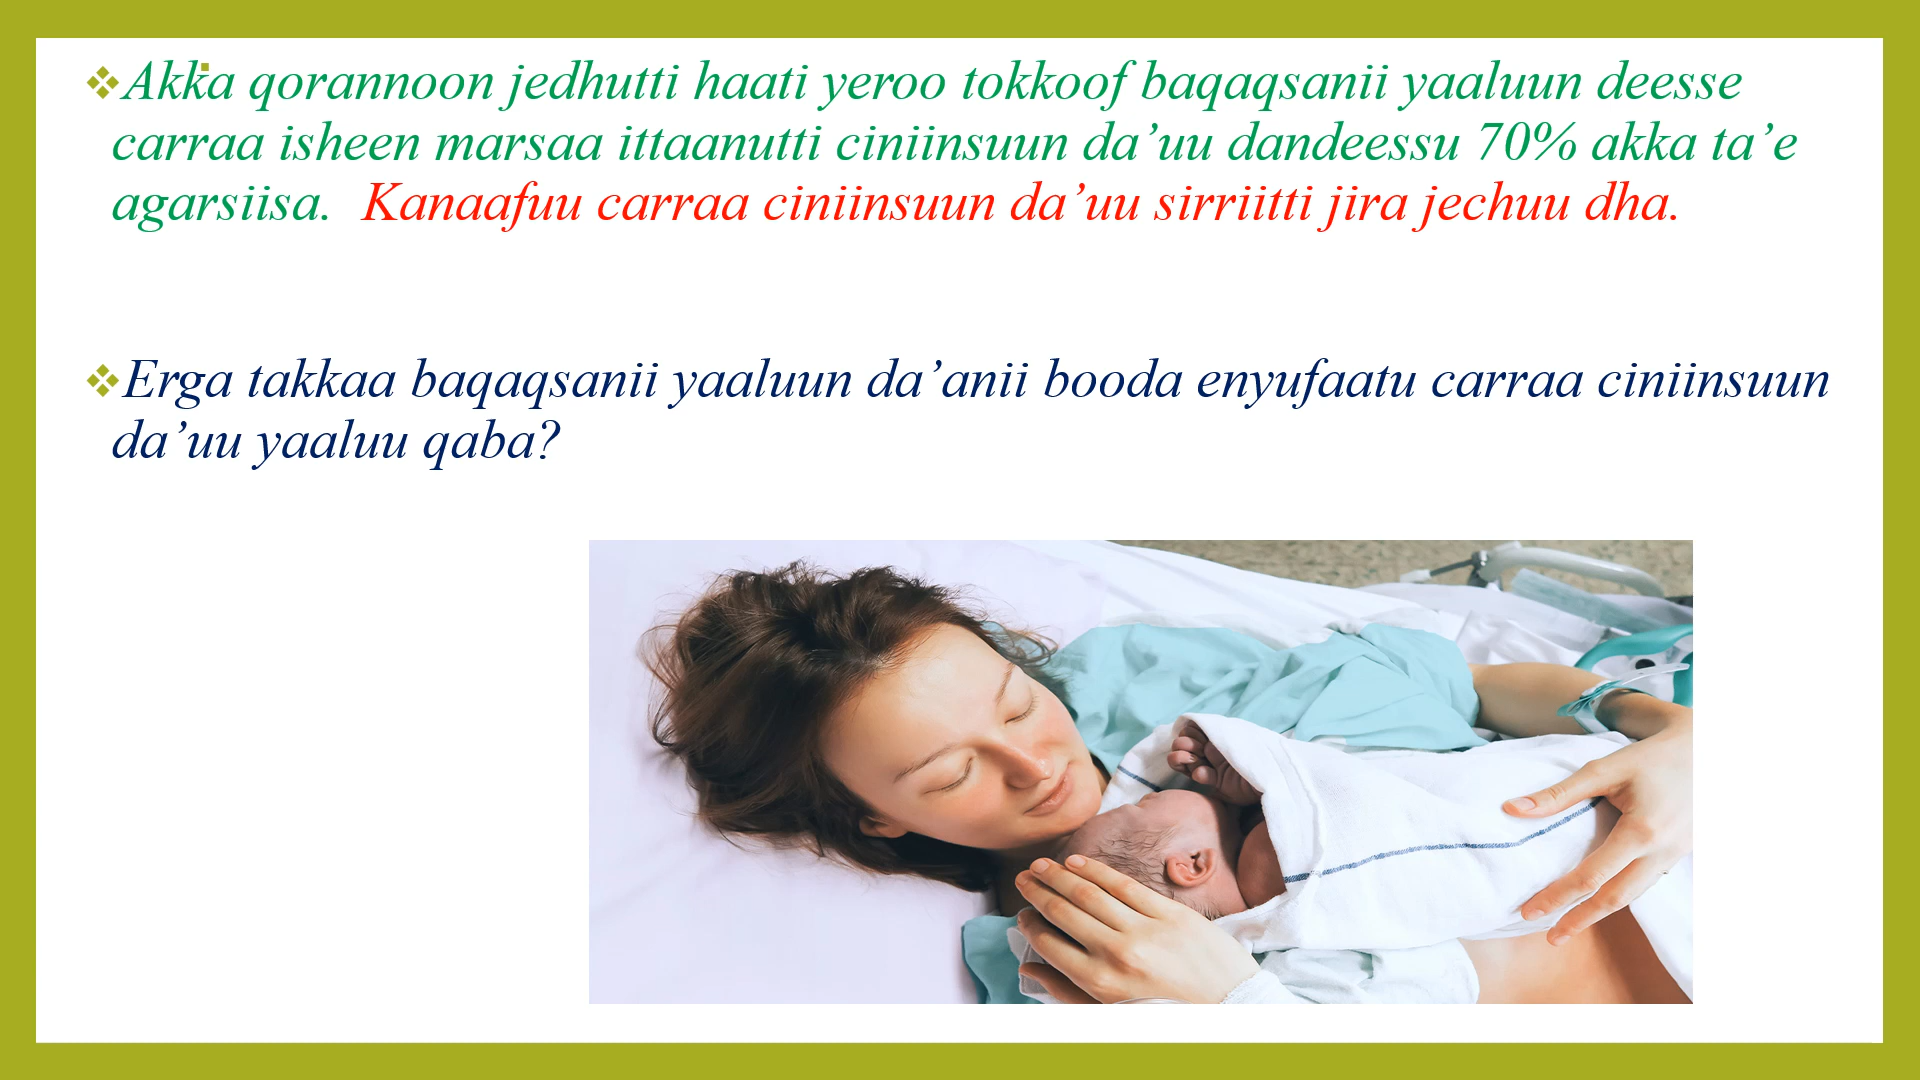 Akka qorannoon jedhutti haati yeroo tokkoof baqaqsanii yaaluun deesse
carraa isheen marsaa ittaanutti ciniinsuun da’uu dandeessu 70% akka ta’e
agarsiisa. Kanaafuu carraa ciniinsuun da’uu sirriitti jira jechuu dha.
Erga takkaa baqaqsanii yaaluun da’anii booda enyufaatu carraa ciniinsuun
da’uu yaaluu qaba?